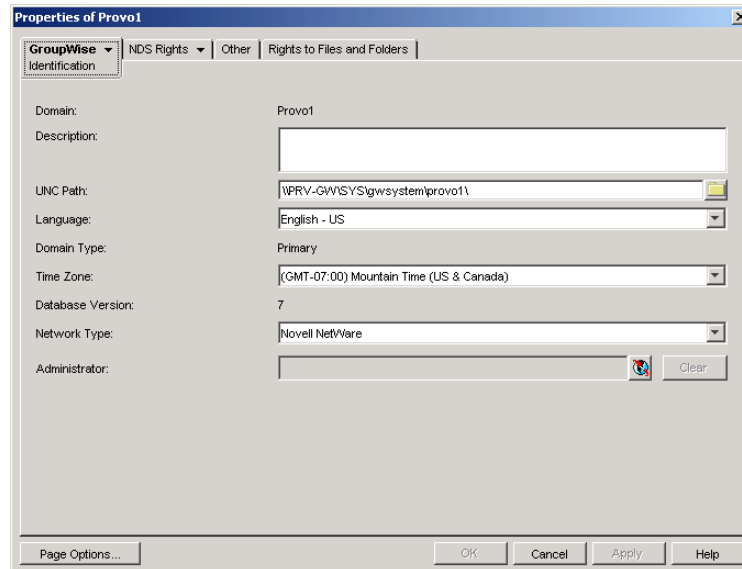 Properties of Provo1
GroupWise NDS Rights Other Rights to Files and Folders
Identification
Domain: Provo1
Description:
UNC Path: \\PRV-GW\SYS\gwsystem\provo1\
Language: English - US
Domain Type: Primary
Time Zone: (GMT-07:00) Mountain Time (US & Canada)
Database Version: 7
Network Type: Novell NetWare
Administrator: Clear
Page Options... OK Cancel Apply Help